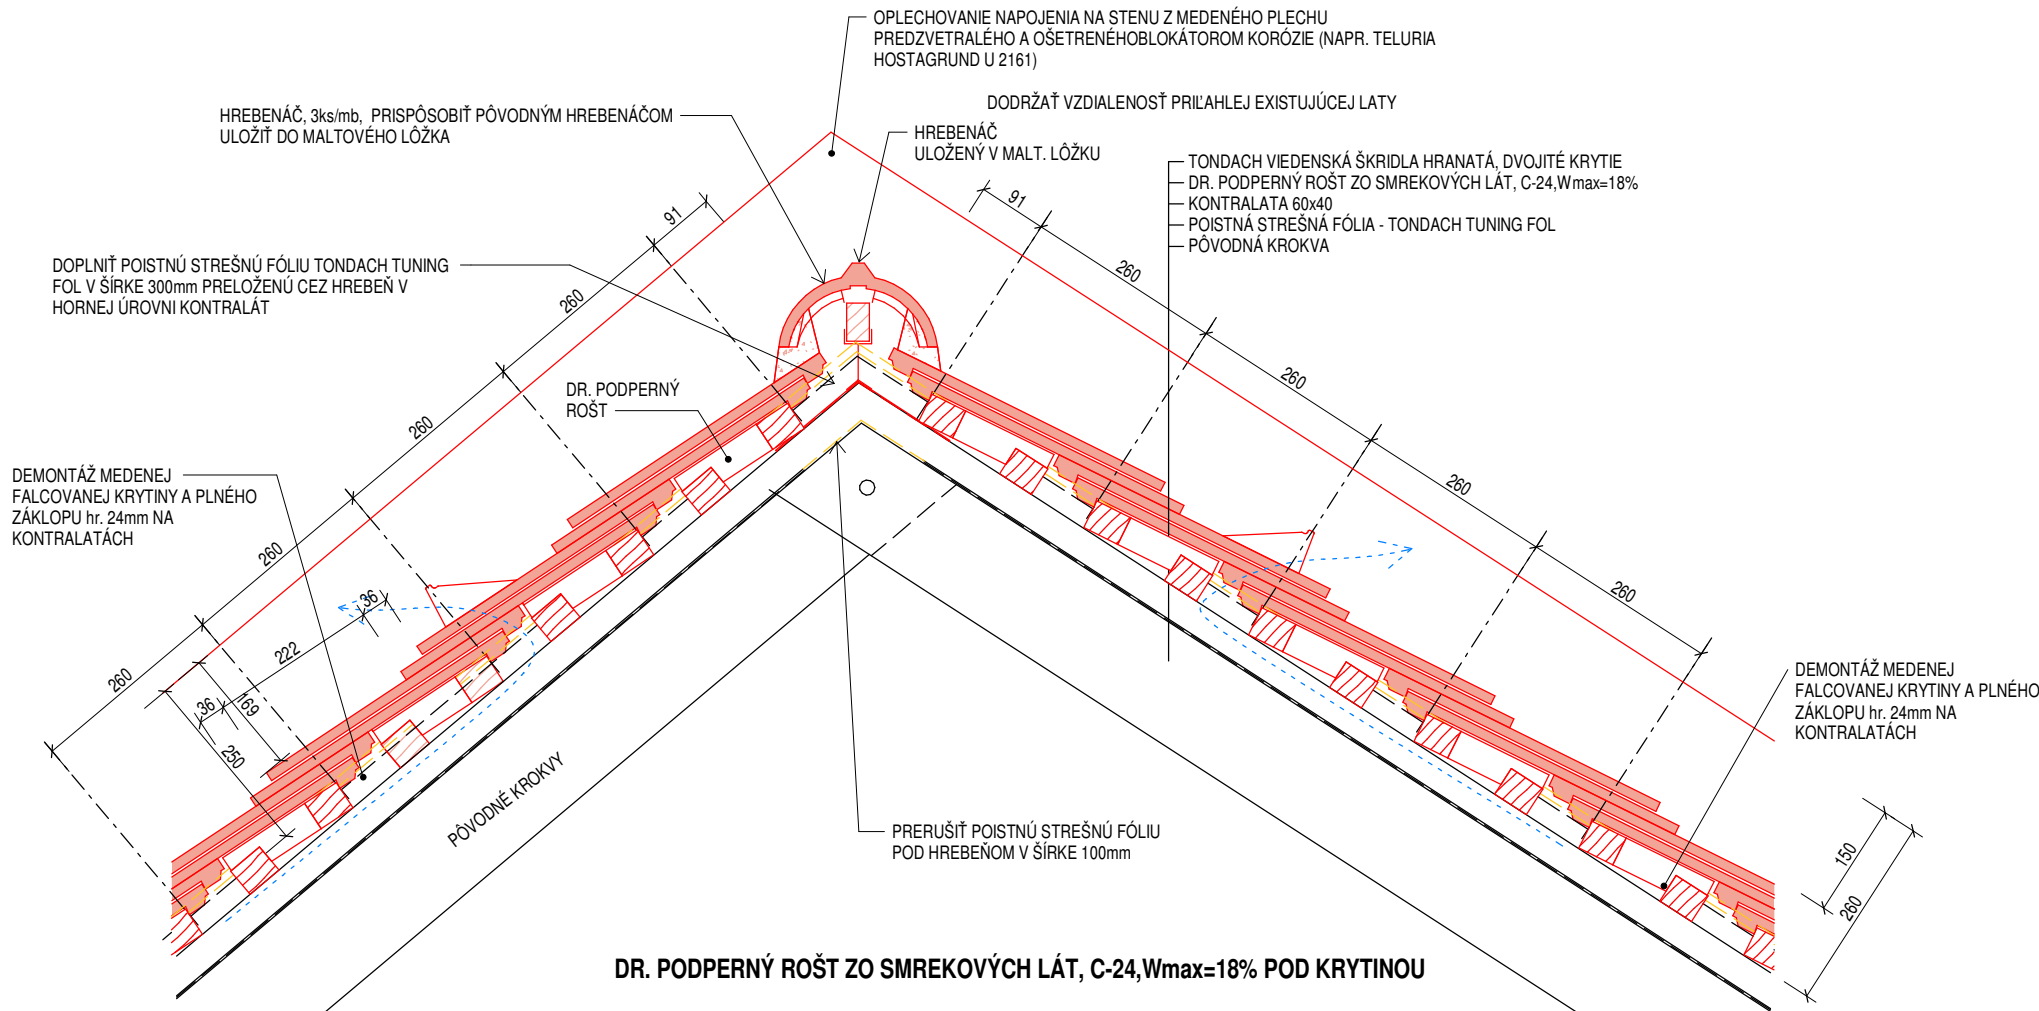 OPLECHOVANIE NAPOJENIA NA STENU Z MEDENÉHO PLECHU
PREDZVETRALÉHO A OŠETRENÉHOBLOKÁTOROM KORÓZIE (NAPR. TELURIA
HOSTAGRUND U 2161)
HREBENÁČ, 3ks/mb, PRISPÔSOBIŤ PÔVODNÝM HREBENÁČOM
ULOŽIŤ DO MALTOVÉHO LÔŽKA
DODRŽAŤ VZDIALENOSŤ PRIĽAHLEJ EXISTUJÚCEJ LATY
HREBENÁČ
ULOŽENÝ V MALT. LÔŽKU
TONDACH VIEDENSKÁ ŠKRIDLA HRANATÁ, DVOJITÉ KRYTIE
DR. PODPERNÝ ROŠT ZO SMREKOVÝCH LÁT, C-24,Wmax=18%
KONTRALATA 60x40
POISTNÁ STREŠNÁ FÓLIA - TONDACH TUNING FOL
PÔVODNÁ KROKVA
DOPLNIŤ POISTNÚ STREŠNÚ FÓLIU TONDACH TUNING
FOL V ŠÍRKE 300mm PRELOŽENÚ CEZ HREBEŇ V
HORNEJ ÚROVNI KONTRALÁT
DR. PODPERNÝ
ROŠT
DEMONTÁŽ MEDENEJ
FALCOVANEJ KRYTINY A PLNÉHO
ZÁKLOPU hr. 24mm NA
KONTRALATÁCH
91
260
260
260
260
36
222
36
169
250
91
260
260
260
260
260
DEMONTÁŽ MEDENEJ
FALCOVANEJ KRYTINY A PLNÉHO
ZÁKLOPU hr. 24mm NA
KONTRALATÁCH
150
260
PÔVODNÉ KROKVY
PRERUŠIŤ POISTNÚ STREŠNÚ FÓLIU
POD HREBEŇOM V ŠÍRKE 100mm
DR. PODPERNÝ ROŠT ZO SMREKOVÝCH LÁT, C-24,Wmax=18% POD KRYTINOU